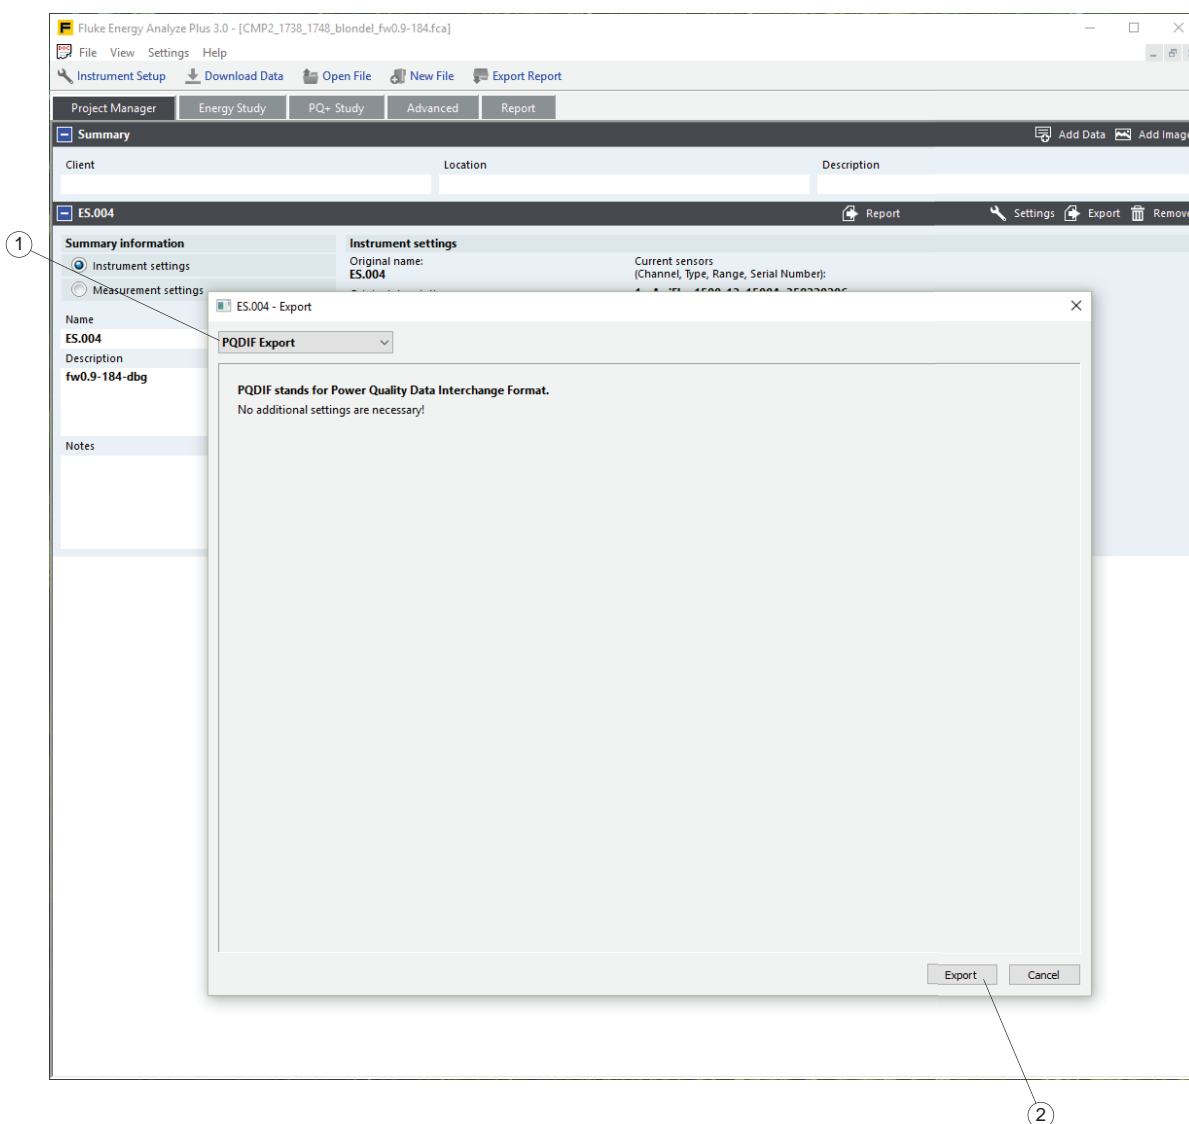 Fluke Energy Analyze Plus 3.0 - [CMP2_1738_1748_blondel_fw0.9-184.fca]
File View Settings Help
Instrument Setup Download Data Open File New File Export Report
Project Manager Energy Study PQ+ Study Advanced Report
Summary Add Data Add Image
Client Location Description
ES.004 Report Settings Export Remove
1
Summary information Instrument settings
Instrument settings
Original name:
ES.004
Current sensors
(Channel, Type, Range, Serial Number):
Measurement settings
Name
ES.004
Description
fw0.9-184-dbg
Notes
ES.004 - Export
PQDIF Export
PQDIF stands for Power Quality Data Interchange Format.
No additional settings are necessary!
Export Cancel
2